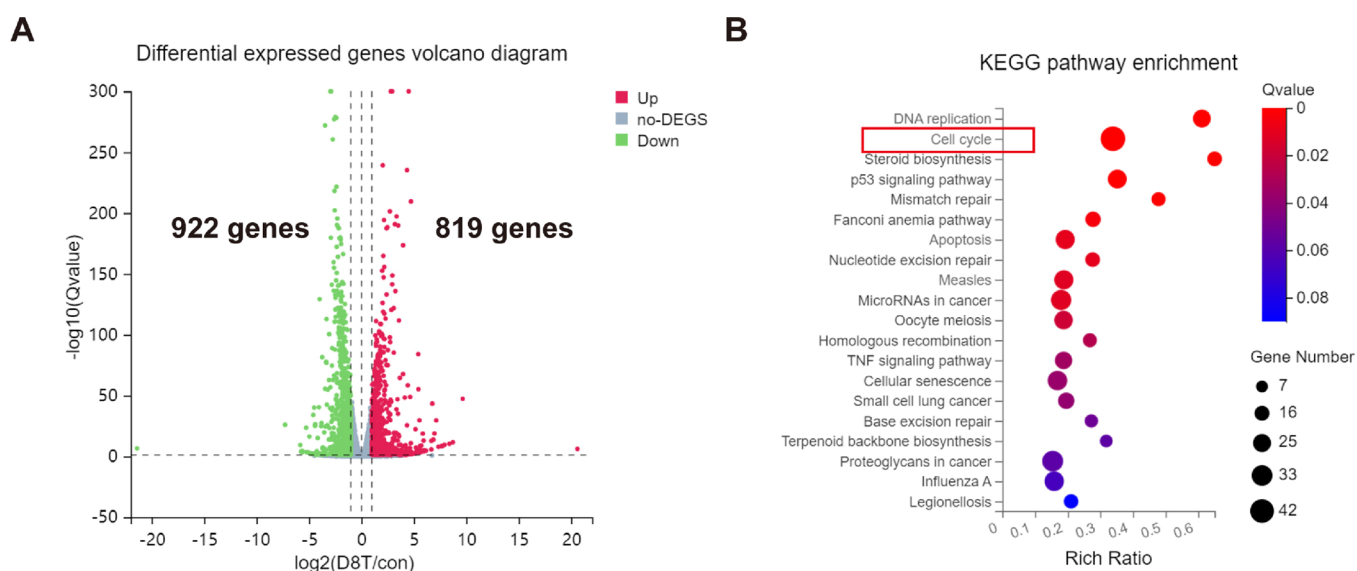 A
Differential expressed genes volcano diagram
300
250
200
150
100
50
0
-50
-log10(Qvalue)
922 genes
819 genes
-20
-15
-10
-5
0
5
10
15
20
log2(D8T/con)
Up
no-DEGS
Down
B
KEGG pathway enrichment
DNA replication
Cell cycle
Steroid biosynthesis
p53 signaling pathway
Mismatch repair
Fanconi anemia pathway
Apoptosis
Nucleotide excision repair
Measles
MicroRNAs in cancer
Oocyte meiosis
Homologous recombination
TNF signaling pathway
Cellular senescence
Small cell lung cancer
Base excision repair
Terpenoid backbone biosynthesis
Proteoglycans in cancer
Influenza A
Legionellosis
0
0.1
0.2
0.3
0.4
0.5
0.6
Rich Ratio
Qvalue
0
0.02
0.04
0.06
0.08
Gene Number
7
16
25
33
42